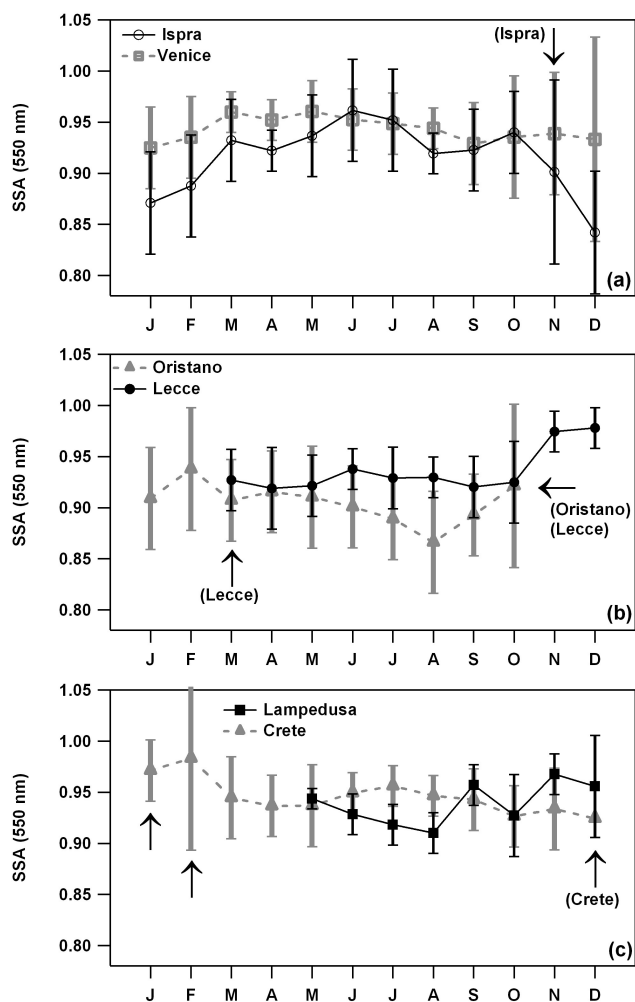 1.05
1.00
0.95
0.90
0.85
0.80
SSA (550 nm)
Ispra
Venice
(Ispra)
(a)
J F M A M J J A S O N D
1.05
1.00
0.95
0.90
0.85
0.80
SSA (550 nm)
Oristano
Lecce
(Oristano)
(Lecce)
(Lecce)
(b)
J F M A M J J A S O N D
1.05
1.00
0.95
0.90
0.85
0.80
SSA (550 nm)
Lampedusa
Crete
(Crete)
(c)
J F M A M J J A S O N D